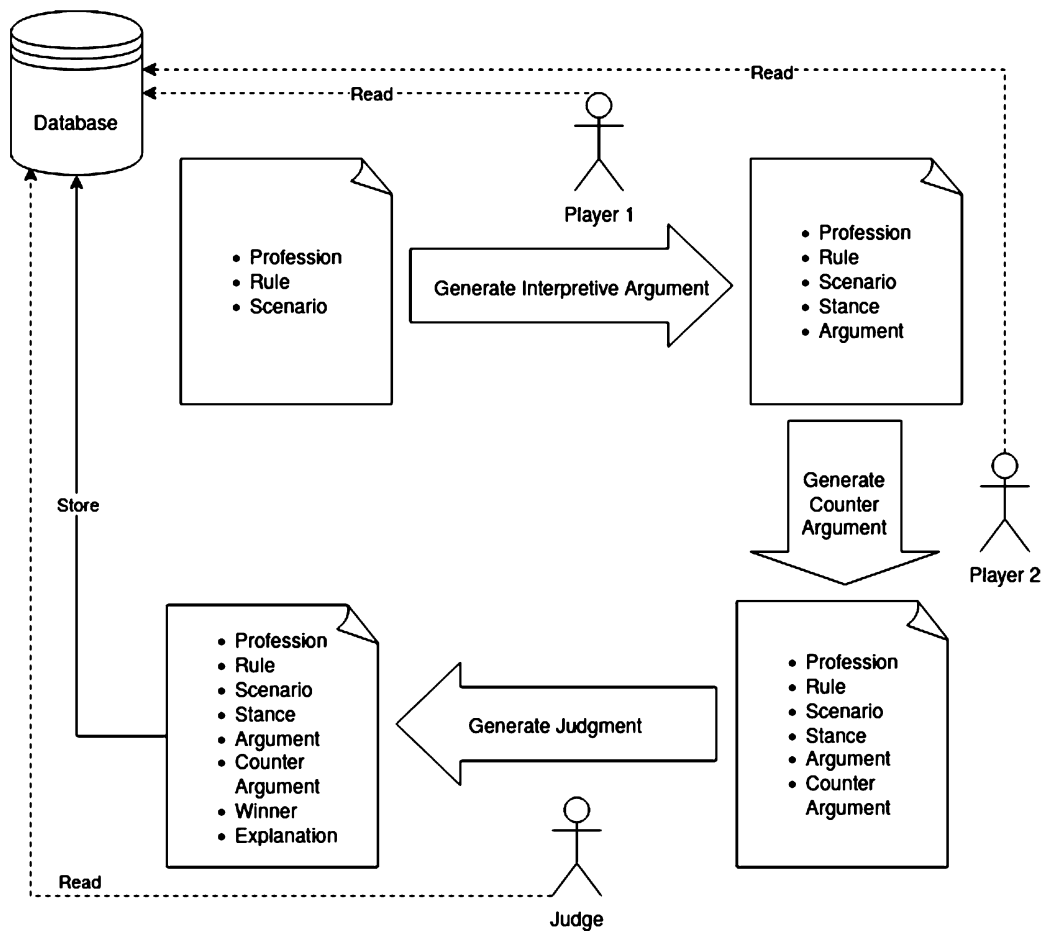 Read
Read
Database
Player 1
• Profession
• Rule
• Scenario
Generate Interpretive Argument
• Profession
• Rule
• Scenario
• Stance
• Argument
Generate
Counter
Argument
Player 2
Store
• Profession
• Rule
• Scenario
• Stance
• Argument
• Counter
Argument
• Winner
• Explanation
Generate Judgment
• Profession
• Rule
• Scenario
• Stance
• Argument
• Counter
Argument
Read
Judge